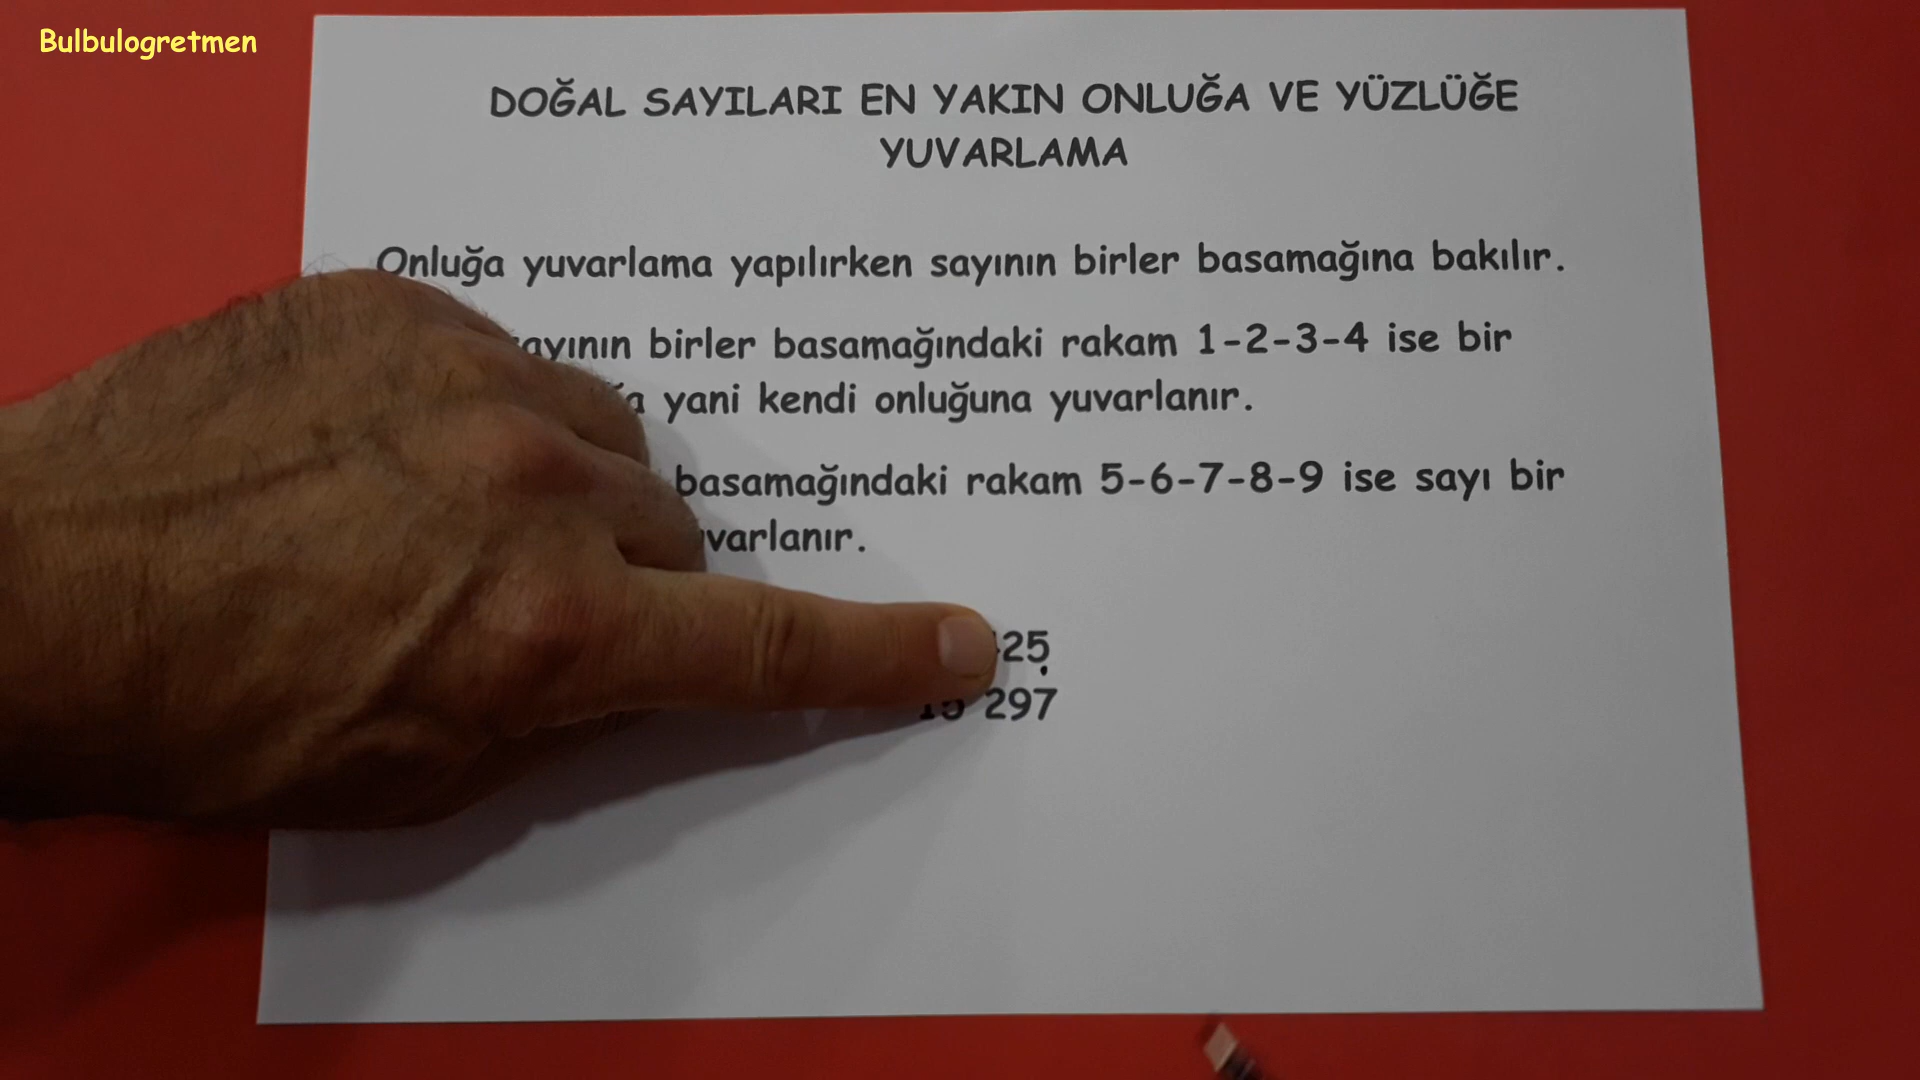 Bulbulogretmen
DOĞAL SAYILARI EN YAKIN ONLUĞA VE YÜZLÜĞE
YUVARLAMA
Onluğa yuvarlama yapılırken sayının birler basamağına bakılır.
birler basamağındaki rakam 1-2-3-4 ise bir
yani kendi onluğuna yuvarlanır.
basamağındaki rakam 5-6-7-8-9 ise sayı bir
25
297